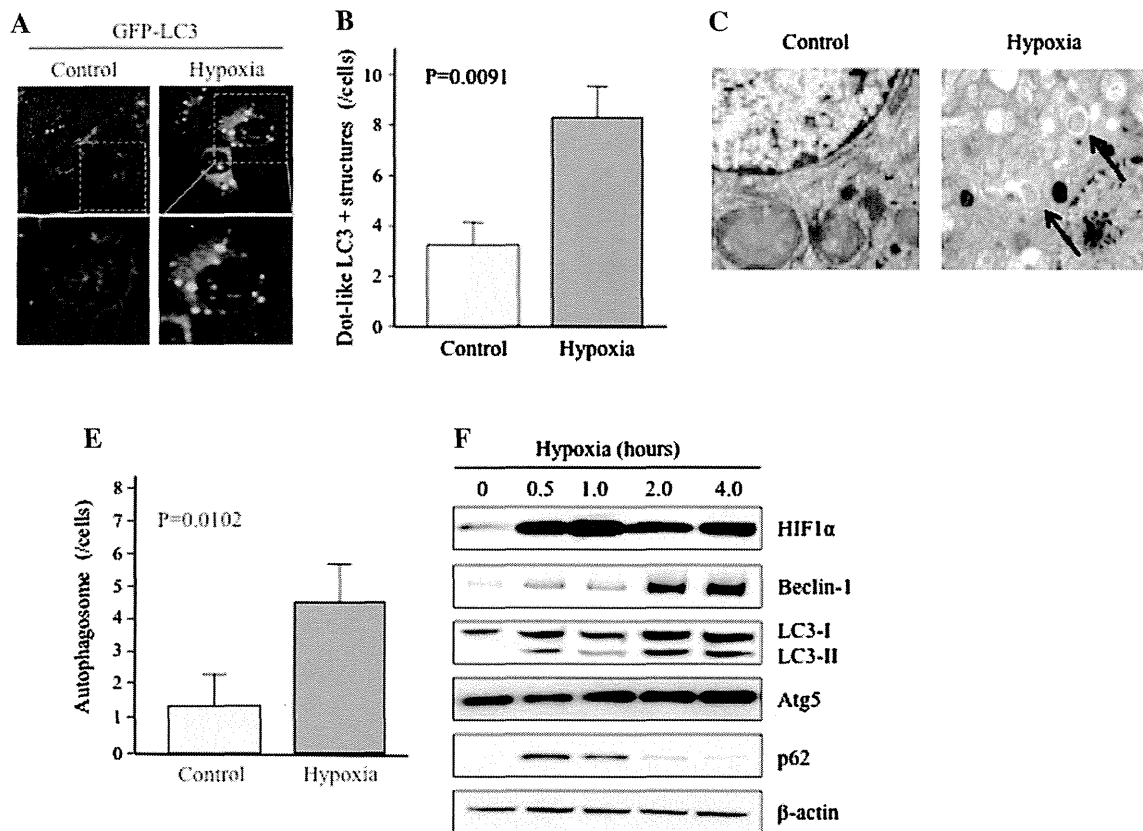 A
GFP-LC3
Control Hypoxia
B
P=0.0091
Dot-like LC3 + structures (/cells)
10
8
6
4
2
0
Control Hypoxia
C
Control Hypoxia
E
P=0.0102
Autophagosome (/cells)
8
7
6
5
4
3
2
1
0
Control Hypoxia
F
Hypoxia (hours)
0 0.5 1.0 2.0 4.0
HIF1α
Beclin-1
LC3-I
LC3-II
Atg5
p62
β-actin